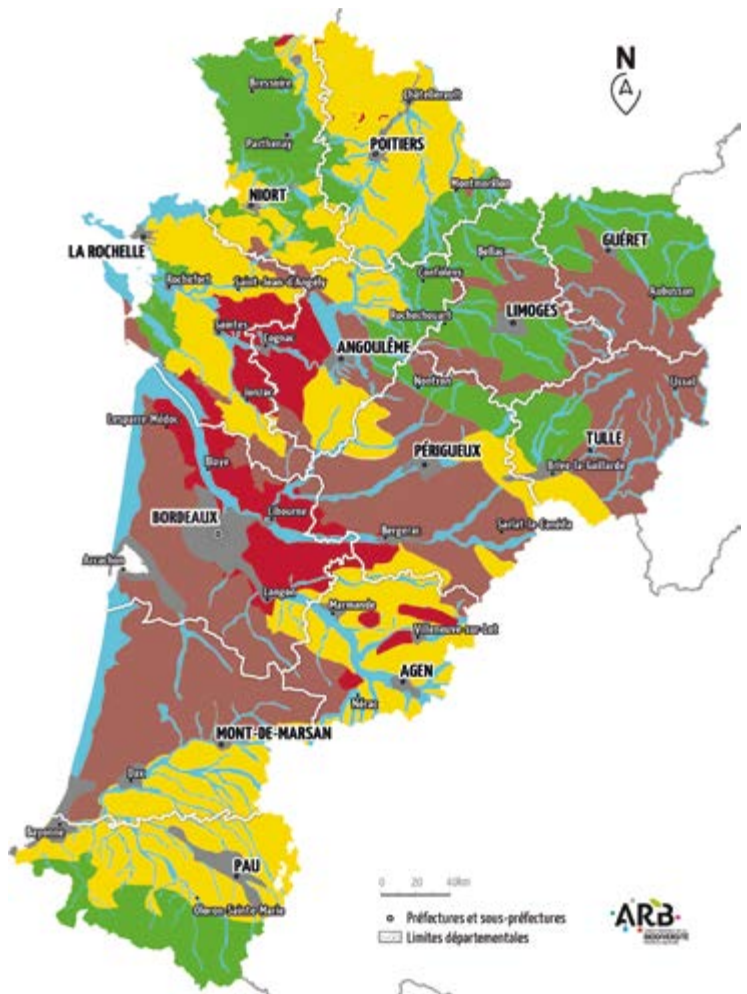 N
Bressuire
Châtellerault
Parthenay
POITIERS
Montmorillon
NIORT
LA ROCHELLE
GUÉRET
Bellac
Rochefort
Saint-Jean-d'Angély
Confolens
Aubusson
Rochechouart
LIMOGES
Saintes
Cognac
ANGOULÊME
Jonzac
Nontron
Ussel
Lesparre-Médoc
TULLE
Blaye
PÉRIGUEUX
Brive-la-Gaillarde
BORDEAUX
Libourne
Bergerac
Sarlat-la-Canéda
Arcachon
Langon
Marmande
Villeneuve-sur-Lot
AGEN
Nérac
MONT-DE-MARSAN
Dax
Bayonne
PAU
Oloron-Sainte-Marie
0 20 40km
Préfectures et sous-préfectures
Limites départementales
ARB
BIODIVERSITÉ